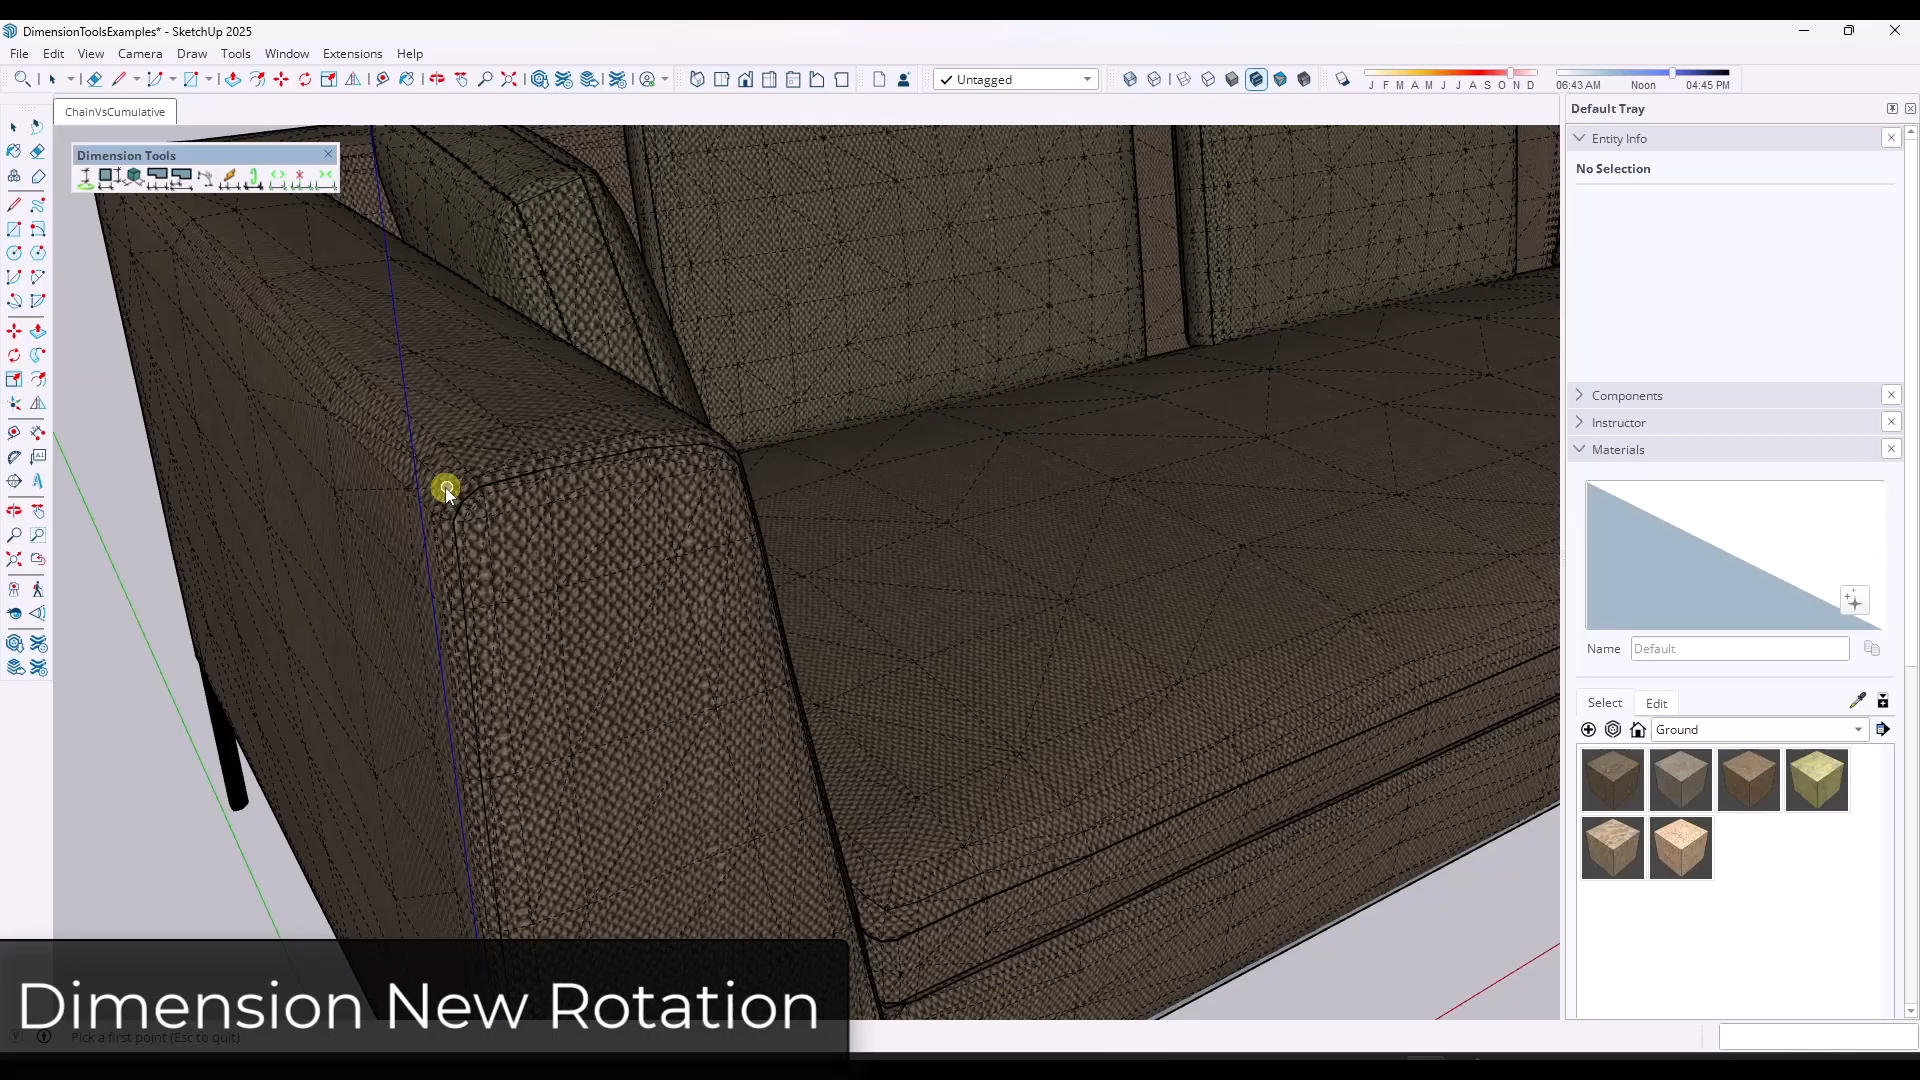 DimensionToolsExamples* - SketchUp 2025
File Edit View Camera Draw Tools Window Extensions Help
Untagged
J F M A M J J A S O N D
06:43 AM Noon 04:45 PM
ChainVsCumulative
Default Tray
Dimension Tools
Entity Info
No Selection
Components
Instructor
Materials
Name Default
Select Edit
Ground
Dimension New Rotation
Pick a first point (Esc to quit)